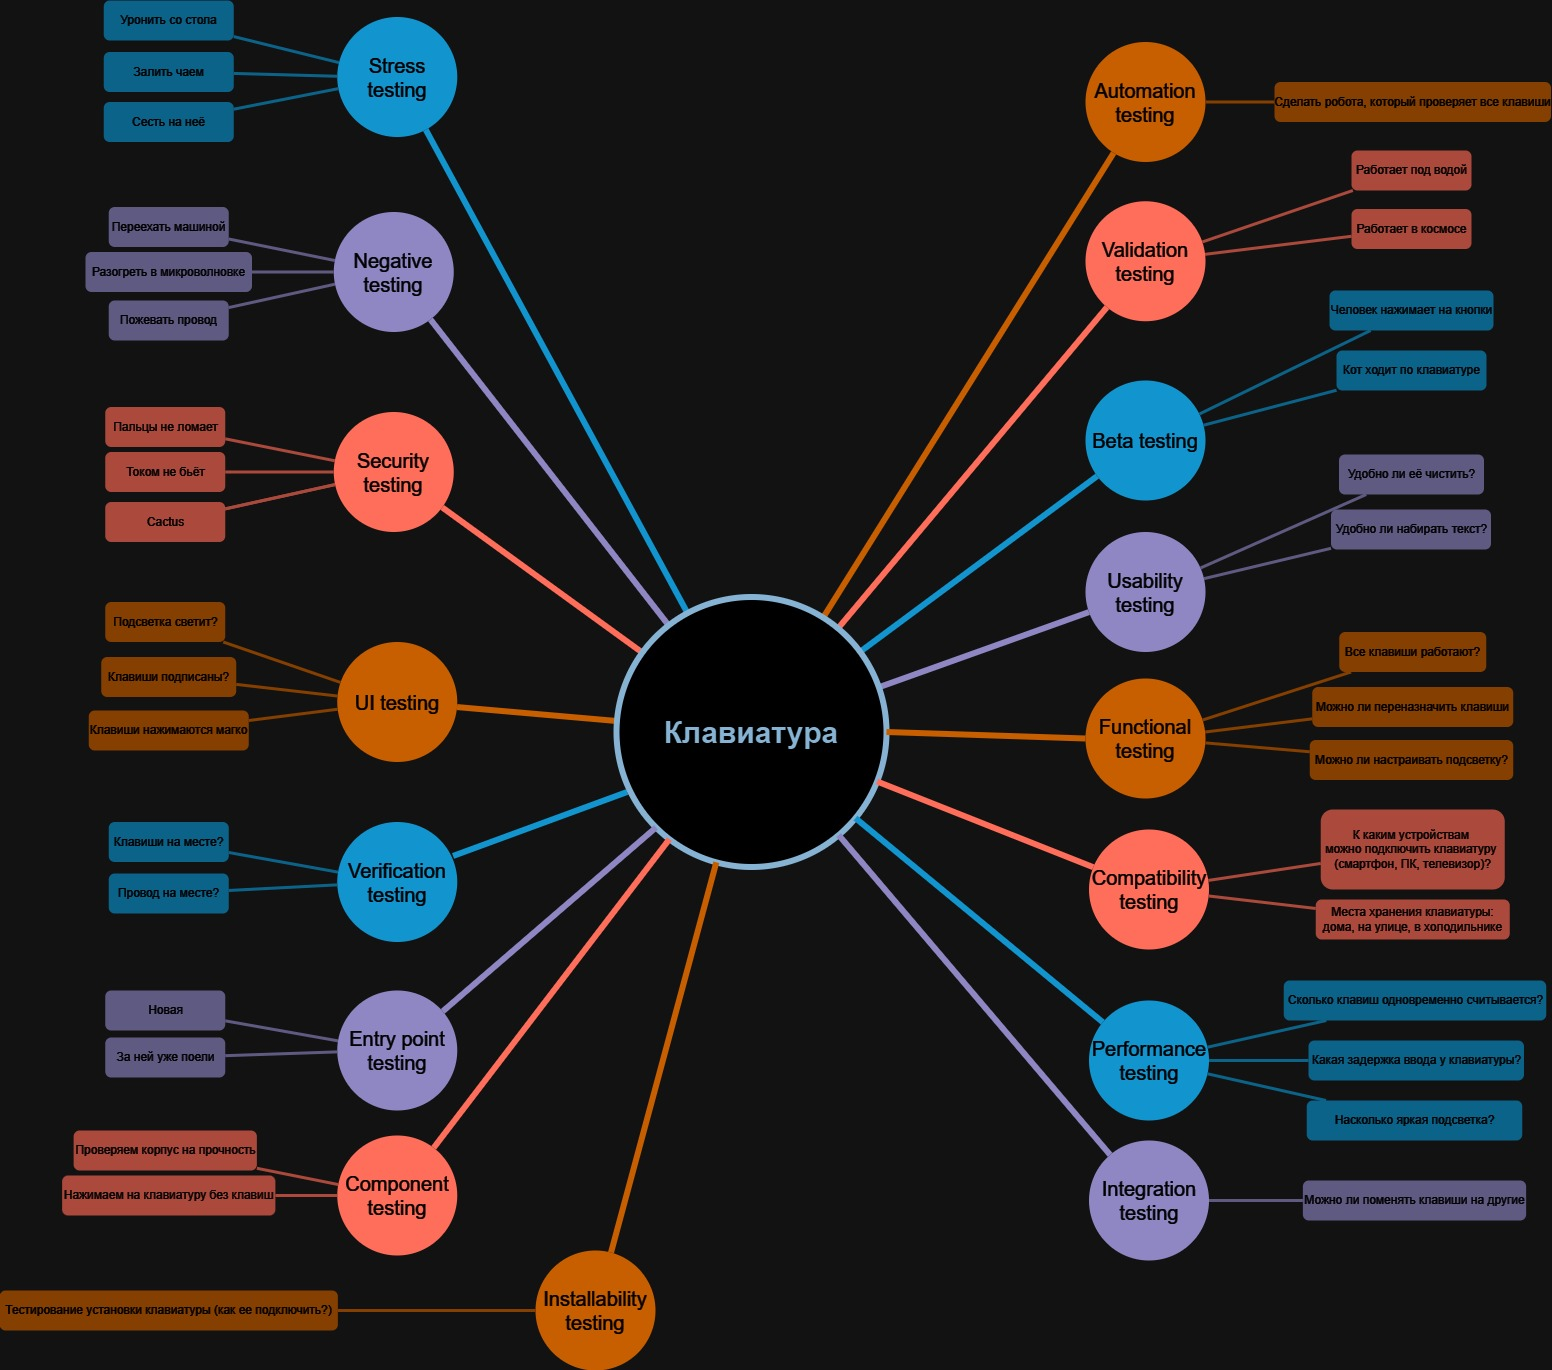 Уронить со стола
Залить чаем
Сесть на неё
Stress
testing
Переехать машиной
Разогреть в микроволновке
Пожевать провод
Negative
testing
Пальцы не ломает
Током не бьёт
Cactus
Security
testing
Подсветка светит?
Клавиши подписаны?
Клавиши нажимаются магко
UI testing
Клавиши на месте?
Провод на месте?
Verification
testing
Новая
За ней уже поели
Entry point
testing
Проверяем корпус на прочность
Нажимаем на клавиатуру без клавиш
Component
testing
Тестирование установки клавиатуры (как ее подключить?)
Installability
testing
Клавиатура
Automation
testing
Сделать робота, который проверяет все клавиши
Validation
testing
Работает под водой
Работает в космосе
Beta testing
Человек нажимает на кнопки
Кот ходит по клавиатуре
Usability
testing
Удобно ли её чистить?
Удобно ли набирать текст?
Functional
testing
Все клавиши работают?
Можно ли переназначить клавиши
Можно ли настраивать подсветку?
Compatibility
testing
К каким устройствам
можно подключить клавиатуру
(смартфон, ПК, телевизор)?
Места хранения клавиатуры:
дома, на улице, в холодильнике
Performance
testing
Сколько клавиш одновременно считывается?
Какая задержка ввода у клавиатуры?
Насколько яркая подсветка?
Integration
testing
Можно ли поменять клавиши на другие